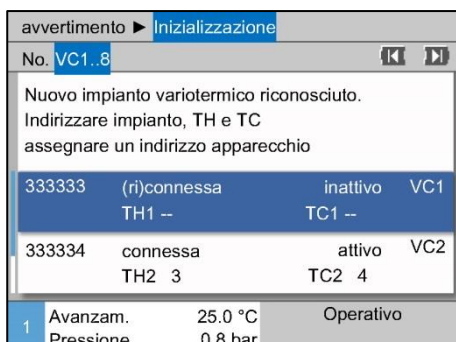 avvertimento ► Inizializzazione
No. VC1..8
Nuovo impianto variotermico riconosciuto.
Indirizzare impianto, TH e TC
assegnare un indirizzo apparecchio
333333 (ri)connessa inattivo VC1
TH1 -- TC1 --
333334 connessa attivo VC2
TH2 3 TC2 4
1 Avanzam. 25.0 °C Operativo
Pressione 0.8 bar